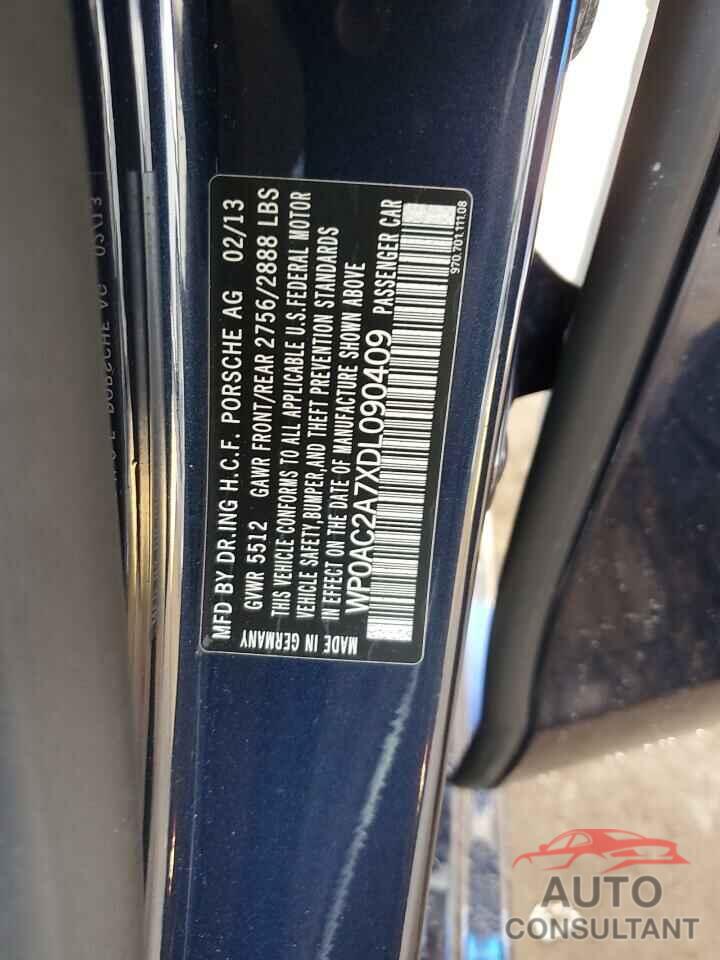 MFD BY DR.ING H.C.F. PORSCHE AG 02/13
GVWR 5512 GAWR FRONT/REAR 2756/2888 LBS
THIS VEHICLE CONFORMS TO ALL APPLICABLE U.S.FEDERAL MOTOR
VEHICLE SAFETY,BUMPER,AND THEFT PREVENTION STANDARDS
IN EFFECT ON THE DATE OF MANUFACTURE SHOWN ABOVE
WP0AC2A7XDL090409 PASSENGER CAR
MADE IN GERMANY
970.701.111.08
AUTO
CONSULTANT